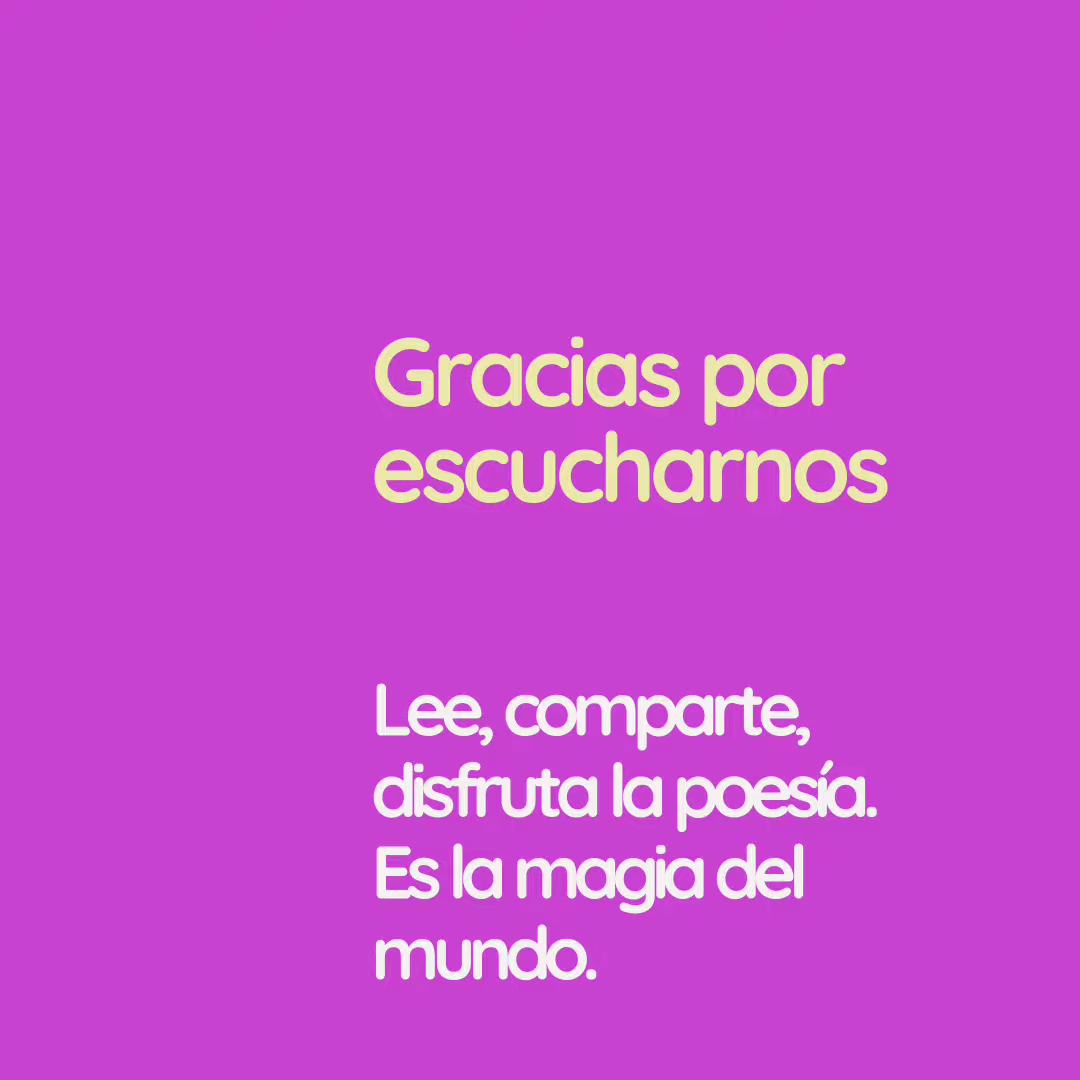 Gracias por
escucharnos
Lee, comparte,
disfruta la poesía.
Es la magia del
mundo.